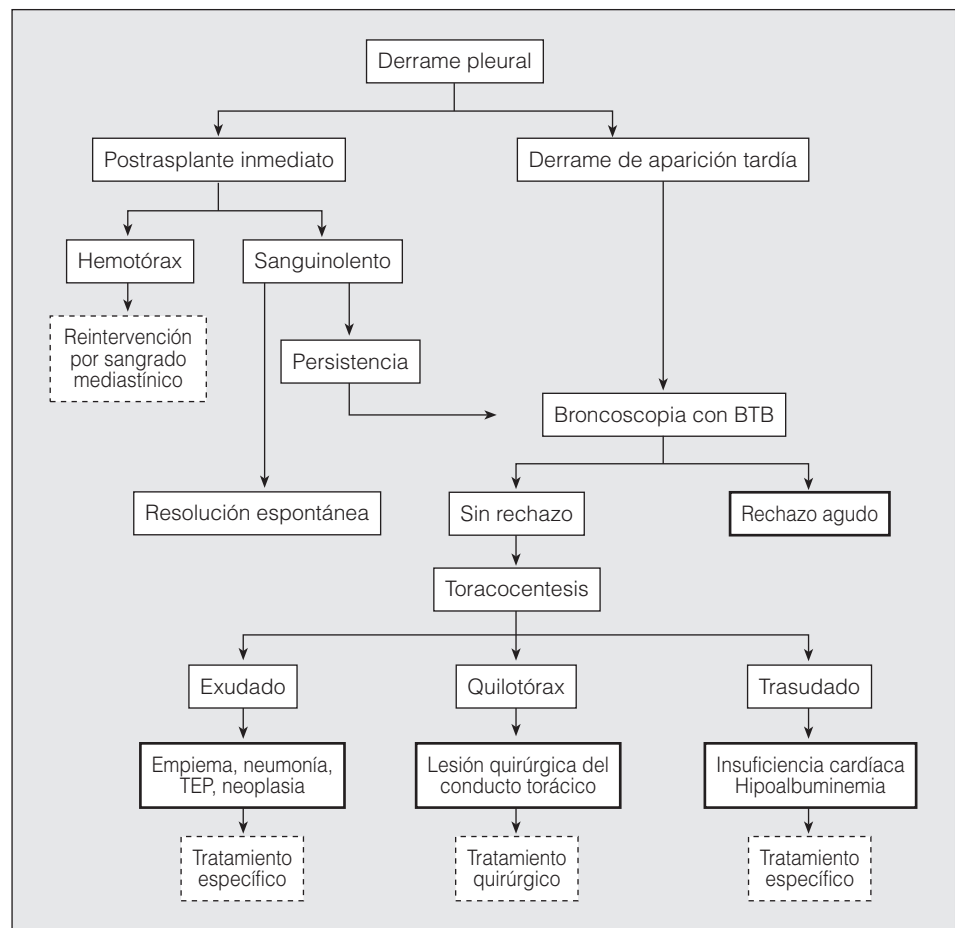 Derrame pleural
Postrasplante inmediato
Derrame de aparición tardía
Hemotórax
Sanguinolento
Reintervención
por sangrado
mediastínico
Persistencia
Broncoscopia con BTB
Resolución espontánea
Sin rechazo
Rechazo agudo
Toracocentesis
Exudado
Quilotórax
Trasudado
Empiema, neumonía,
TEP, neoplasia
Lesión quirúrgica del
conducto torácico
Insuficiencia cardíaca
Hipoalbuminemia
Tratamiento
específico
Tratamiento
quirúrgico
Tratamiento
específico